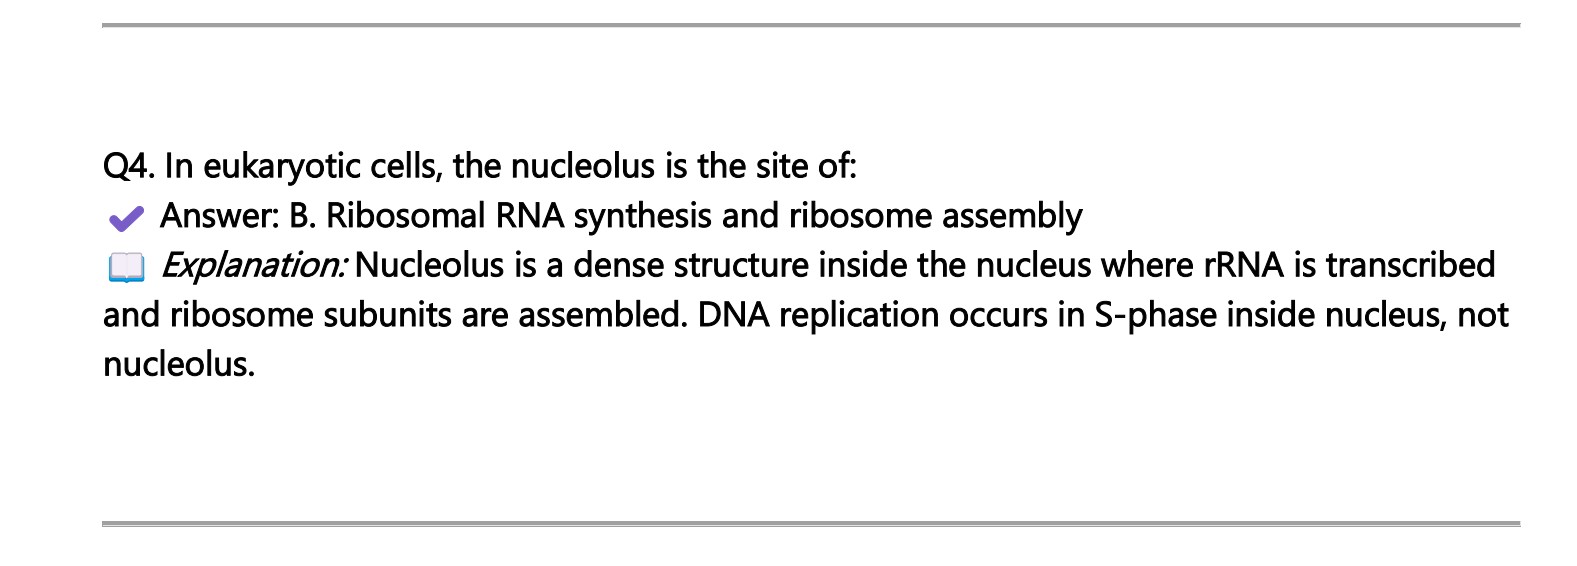 Q4. In eukaryotic cells, the nucleolus is the site of:
✔ Answer: B. Ribosomal RNA synthesis and ribosome assembly
📖 Explanation: Nucleolus is a dense structure inside the nucleus where rRNA is transcribed
and ribosome subunits are assembled. DNA replication occurs in S-phase inside nucleus, not
nucleolus.